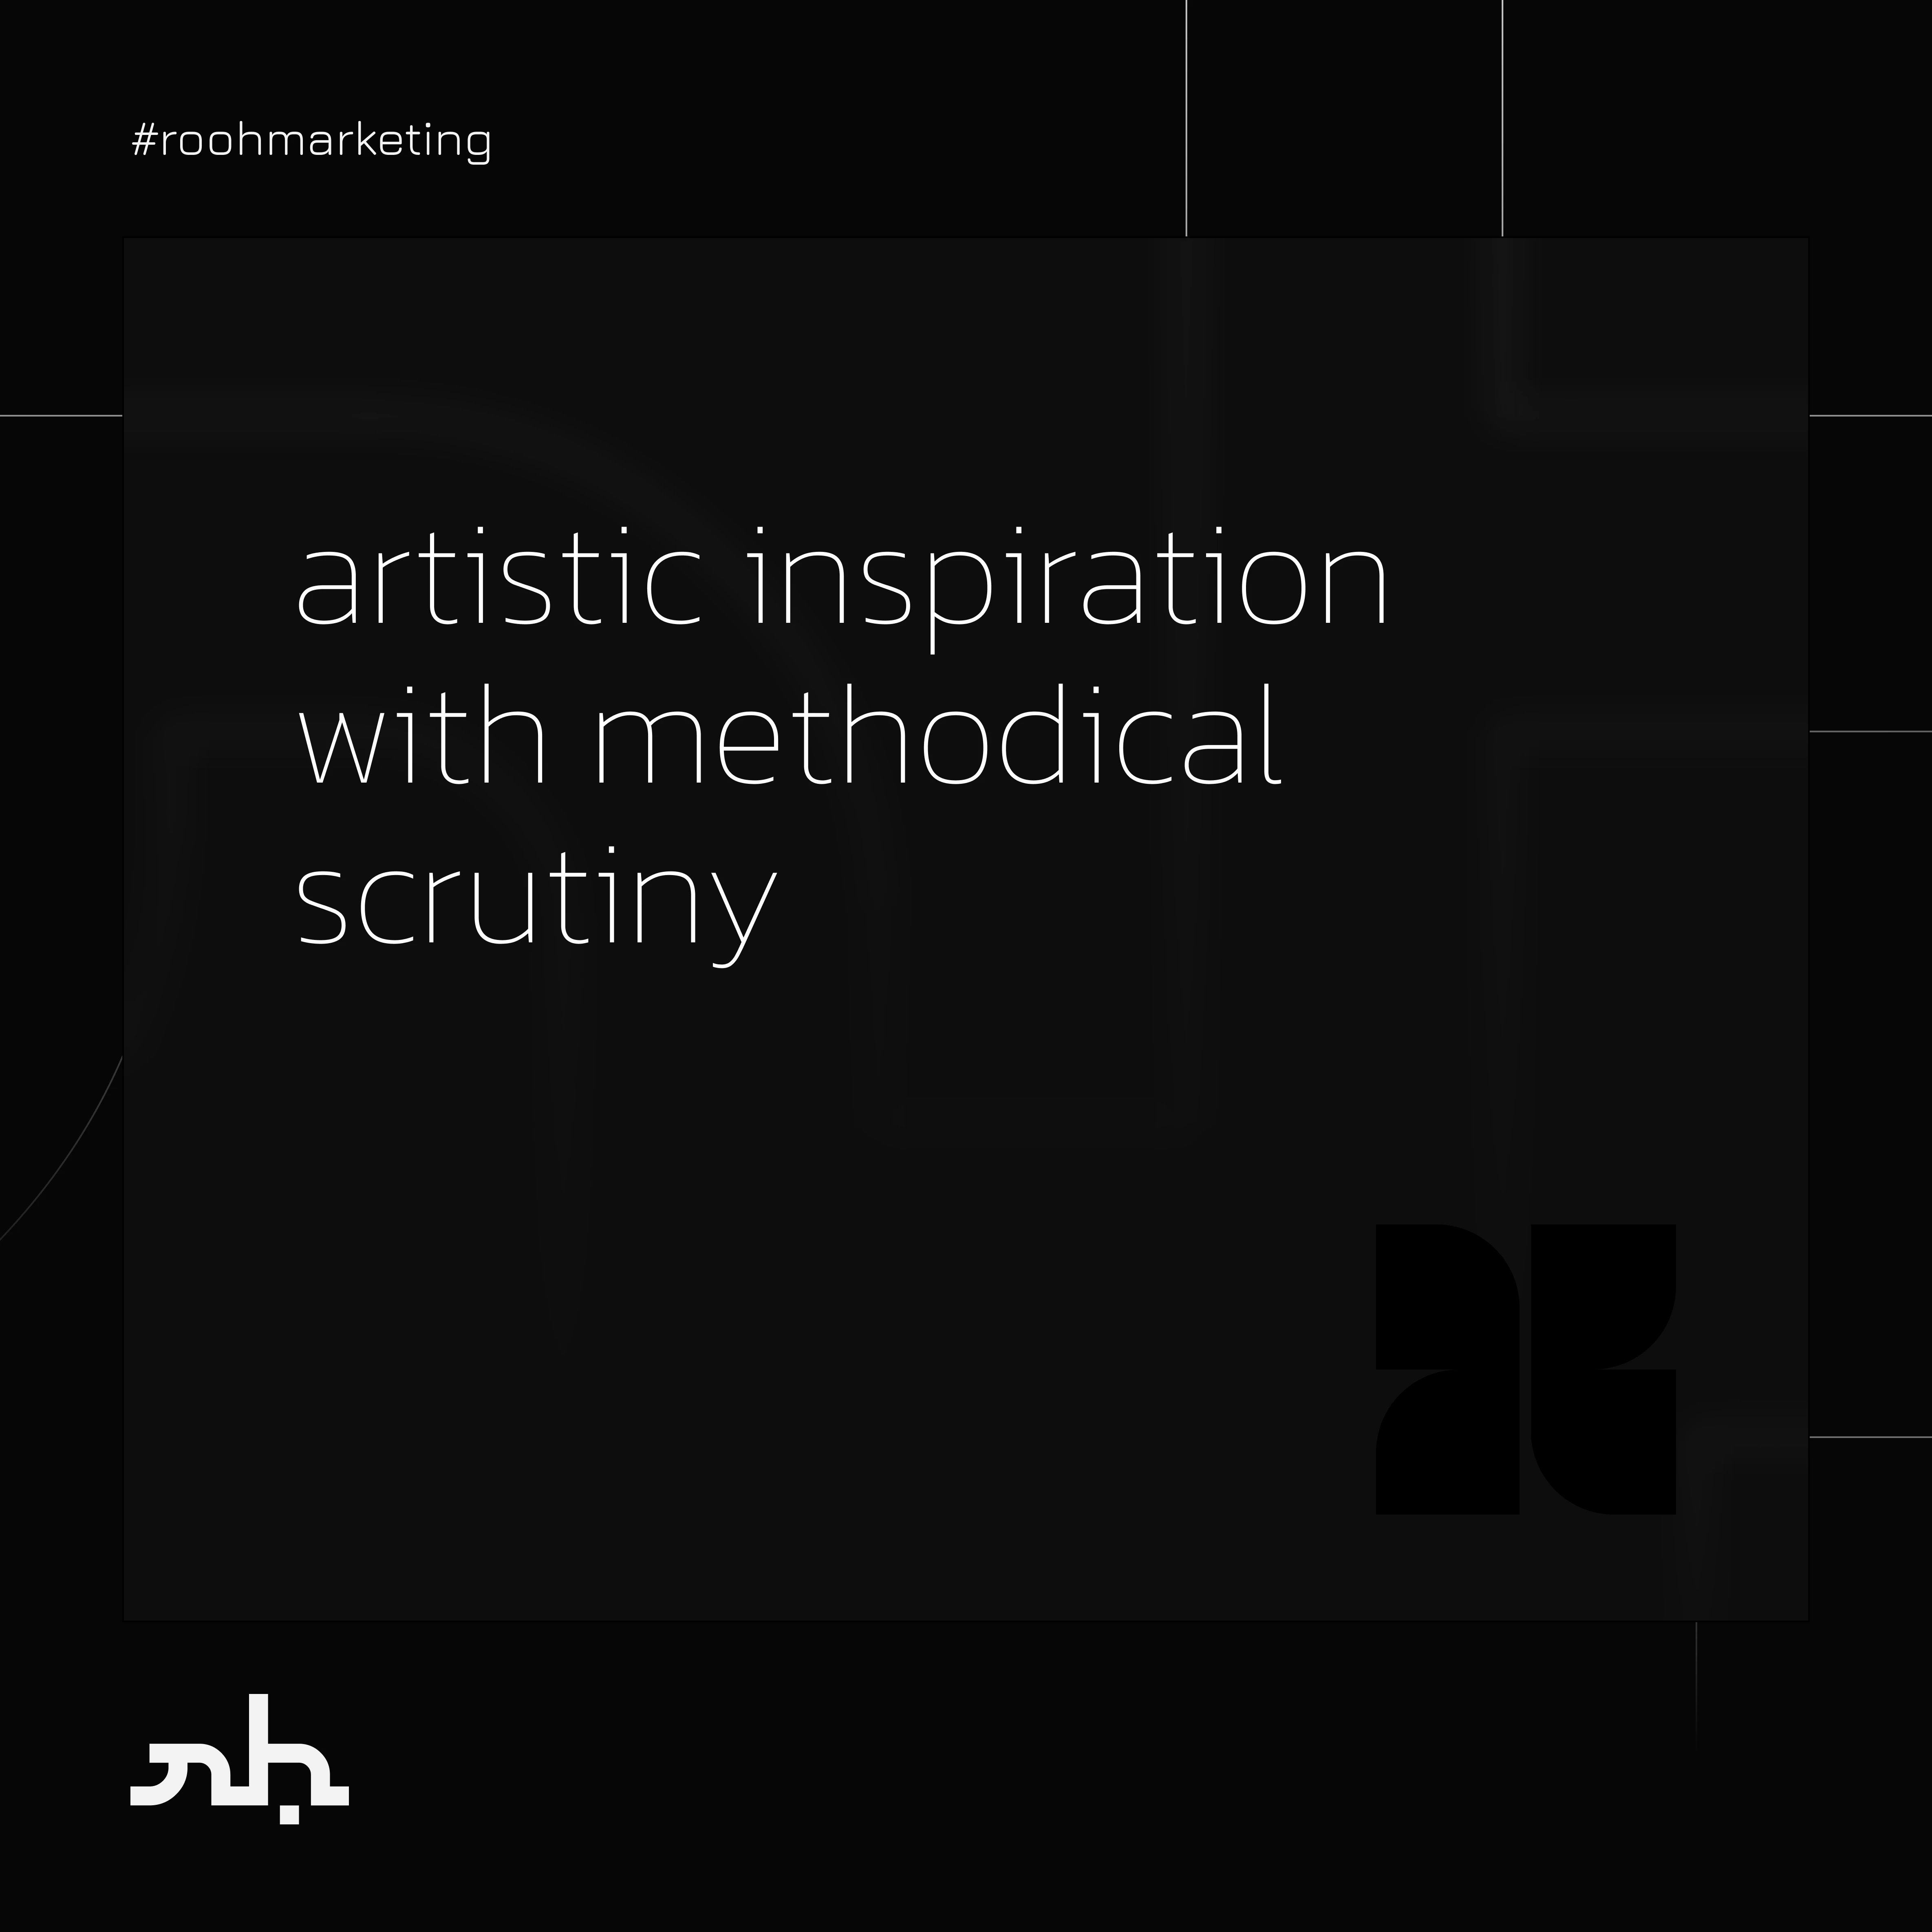 #roohmarketing
artistic inspiration
with methodical
scrutiny